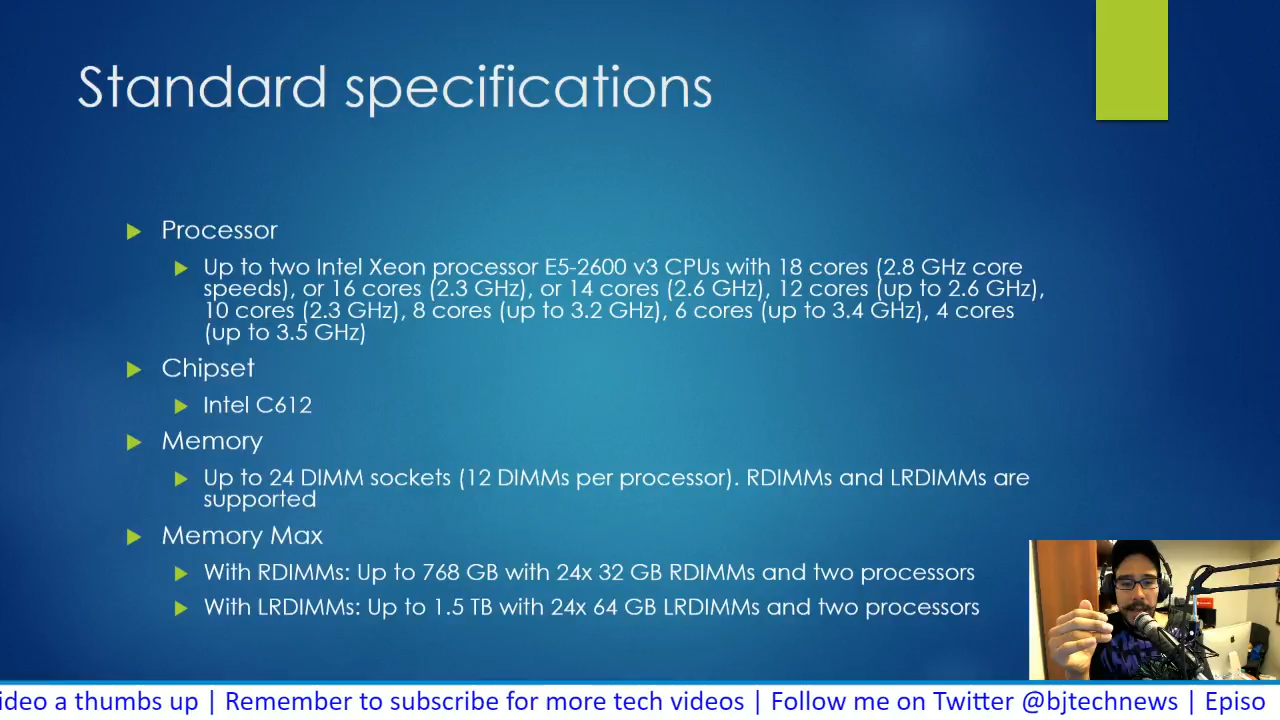 Standard specifications
Processor
Up to two Intel Xeon processor E5-2600 v3 CPUs with 18 cores (2.8 GHz core
speeds), or 16 cores (2.3 GHz), or 14 cores (2.6 GHz), 12 cores (up to 2.6 GHz),
10 cores (2.3 GHz), 8 cores (up to 3.2 GHz), 6 cores (up to 3.4 GHz), 4 cores
(up to 3.5 GHz)
Chipset
Intel C612
Memory
Up to 24 DIMM sockets (12 DIMMs per processor). RDIMMs and LRDIMMs are
supported
Memory Max
With RDIMMs: Up to 768 GB with 24x 32 GB RDIMMs and two processors
With LRDIMMs: Up to 1.5 TB with 24x 64 GB LRDIMMs and two processors
ideo a thumbs up | Remember to subscribe for more tech videos | Follow me on Twitter @bjtechnews | Episo